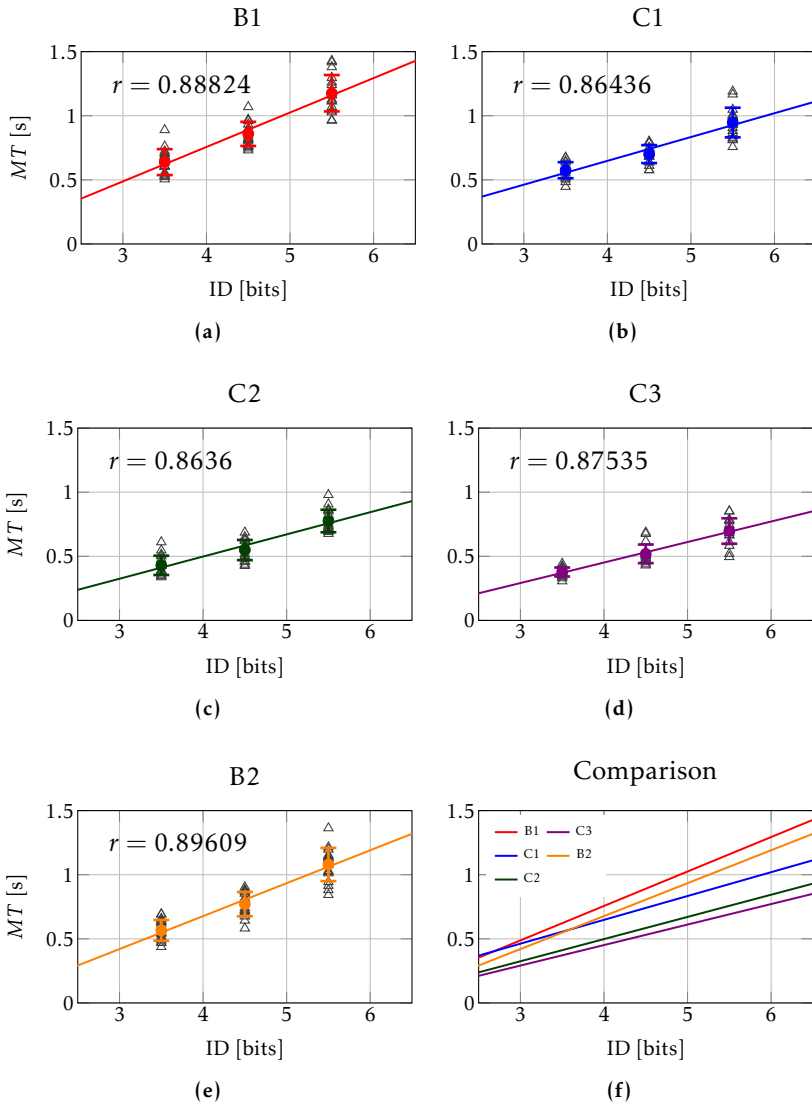 B1
1.5
1
0.5
0
MT [s]
r = 0.88824
3 4 5 6
ID [bits]
(a)
C1
1.5
1
0.5
0
r = 0.86436
3 4 5 6
ID [bits]
(b)
C2
1.5
1
0.5
0
MT [s]
r = 0.8636
3 4 5 6
ID [bits]
(c)
C3
1.5
1
0.5
0
r = 0.87535
3 4 5 6
ID [bits]
(d)
B2
1.5
1
0.5
0
MT [s]
r = 0.89609
3 4 5 6
ID [bits]
(e)
Comparison
1.5
1
0.5
0
B1 C3
C1 B2
C2
3 4 5 6
ID [bits]
(f)